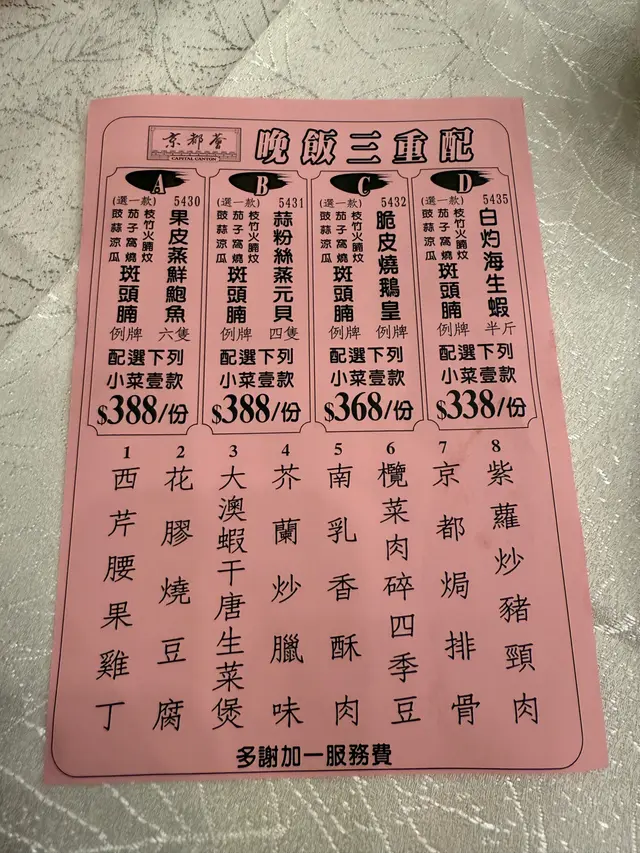 京都薈
CAPITAL CANTON
晚飯三重配
A
5430
(選一款)
果皮蒸鮮鮑魚
枝竹火腩炆
茄子窩燒
豉蒜涼瓜
斑頭腩
例牌 六隻
配選下列
小菜壹款
$388/份
B
5431
(選一款)
蒜粉絲蒸元貝
枝竹火腩炆
茄子窩燒
豉蒜涼瓜
斑頭腩
例牌 四隻
配選下列
小菜壹款
$388/份
C
5432
(選一款)
脆皮燒鵝皇
枝竹火腩炆
茄子窩燒
豉蒜涼瓜
斑頭腩
例牌 例牌
配選下列
小菜壹款
$368/份
D
5435
(選一款)
白灼海生蝦
枝竹火腩炆
茄子窩燒
豉蒜涼瓜
斑頭腩
例牌 半斤
配選下列
小菜壹款
$338/份
1
西芹腰果雞丁
2
花膠燒豆腐
3
大澳蝦干唐生菜煲
4
芥蘭炒臘味
5
南乳香酥肉
6
欖菜肉碎四季豆
7
京都焗排骨
8
紫蘿炒豬頸肉
多謝加一服務費